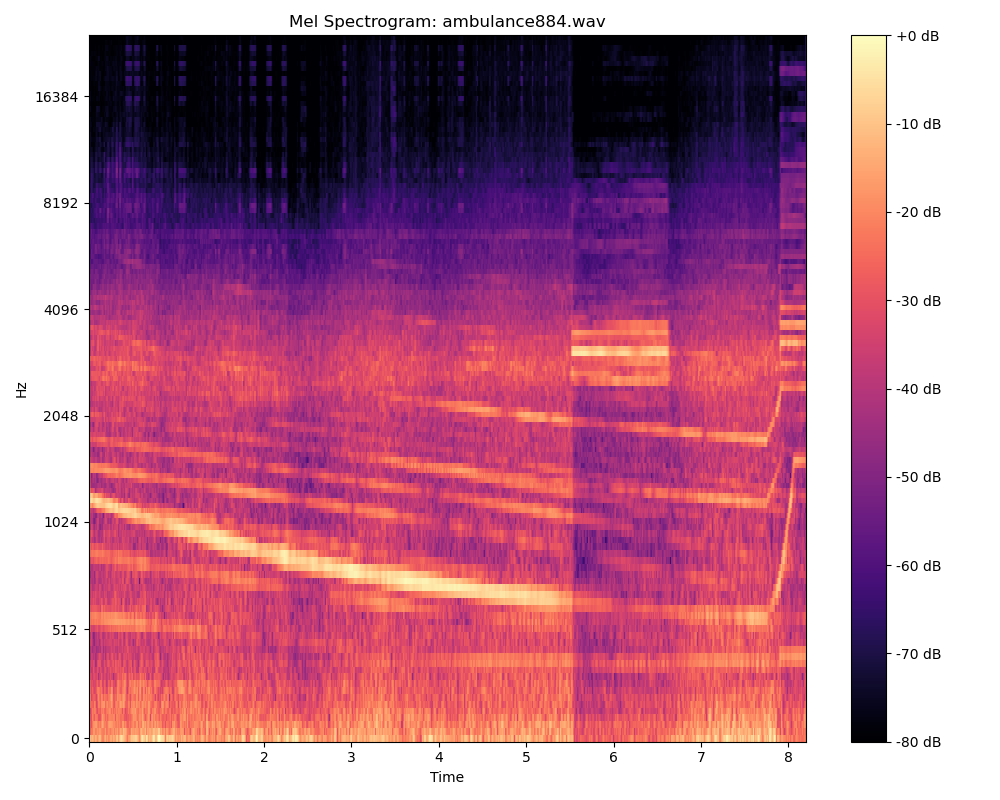 Mel Spectrogram: ambulance884.wav
+0 dB
16384
-10 dB
-20 dB
8192
-30 dB
4096
Hz
-40 dB
2048
-50 dB
1024
-60 dB
512
-70 dB
0
-80 dB
0 1 2 3 4 5 6 7 8
Time